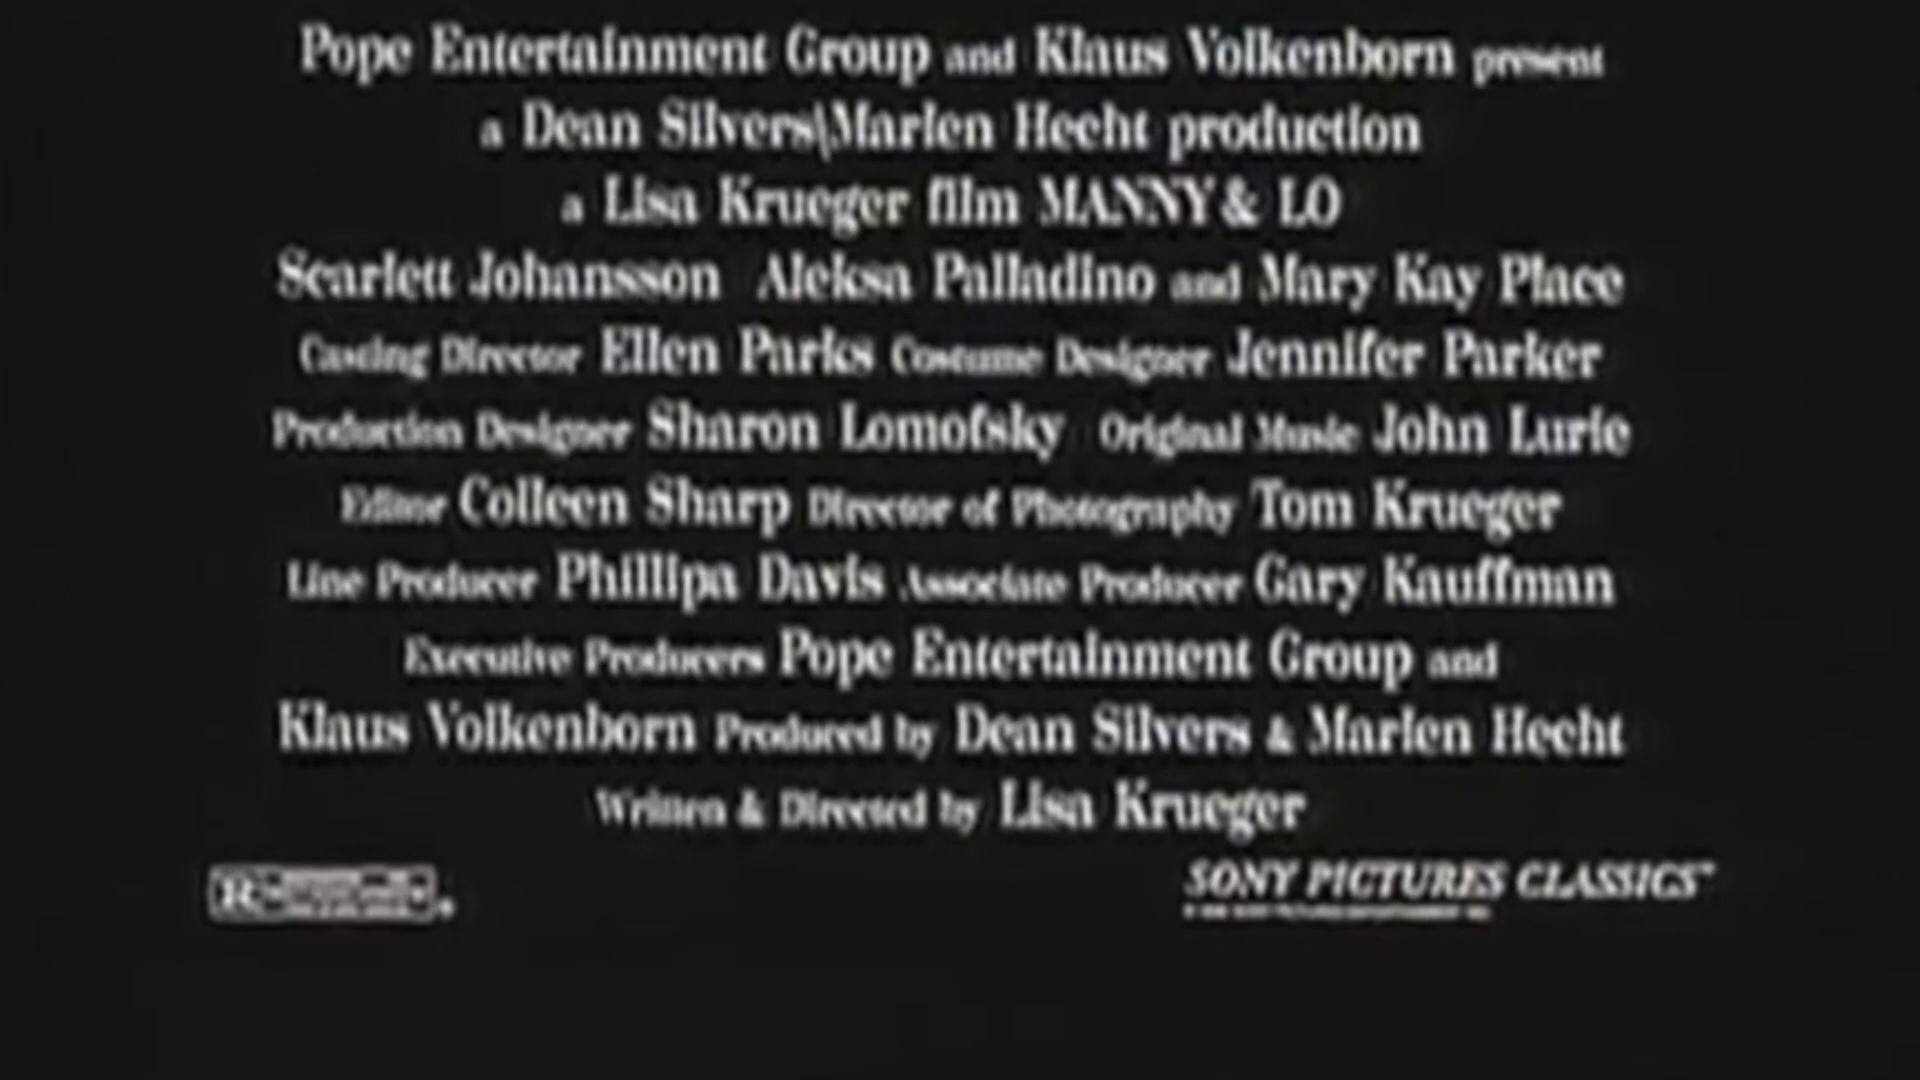 Pope Entertainment Group and Klaus Volkenborn present
a Dean Silvers\Marlen Hecht production
a Lisa Krueger film MANNY & LO
Scarlett Johansson Aleksa Palladino and Mary Kay Place
Casting Director Ellen Parks Costume Designer Jennifer Parker
Production Designer Sharon Lomofsky Original Music John Lurie
Editor Colleen Sharp Director of Photography Tom Krueger
Line Producer Phillipa Davis Associate Producer Gary Kauffman
Executive Producers Pope Entertainment Group and
Klaus Volkenborn Produced by Dean Silvers & Marlen Hecht
Written & Directed by Lisa Krueger
R
SONY PICTURES CLASSICS